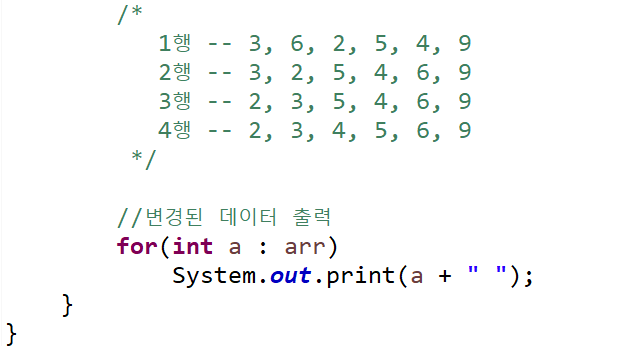 /*
1행 -- 3, 6, 2, 5, 4, 9
2행 -- 3, 2, 5, 4, 6, 9
3행 -- 2, 3, 5, 4, 6, 9
4행 -- 2, 3, 4, 5, 6, 9
*/
//변경된 데이터 출력
for(int a : arr)
System.out.print(a + " ");
}
}